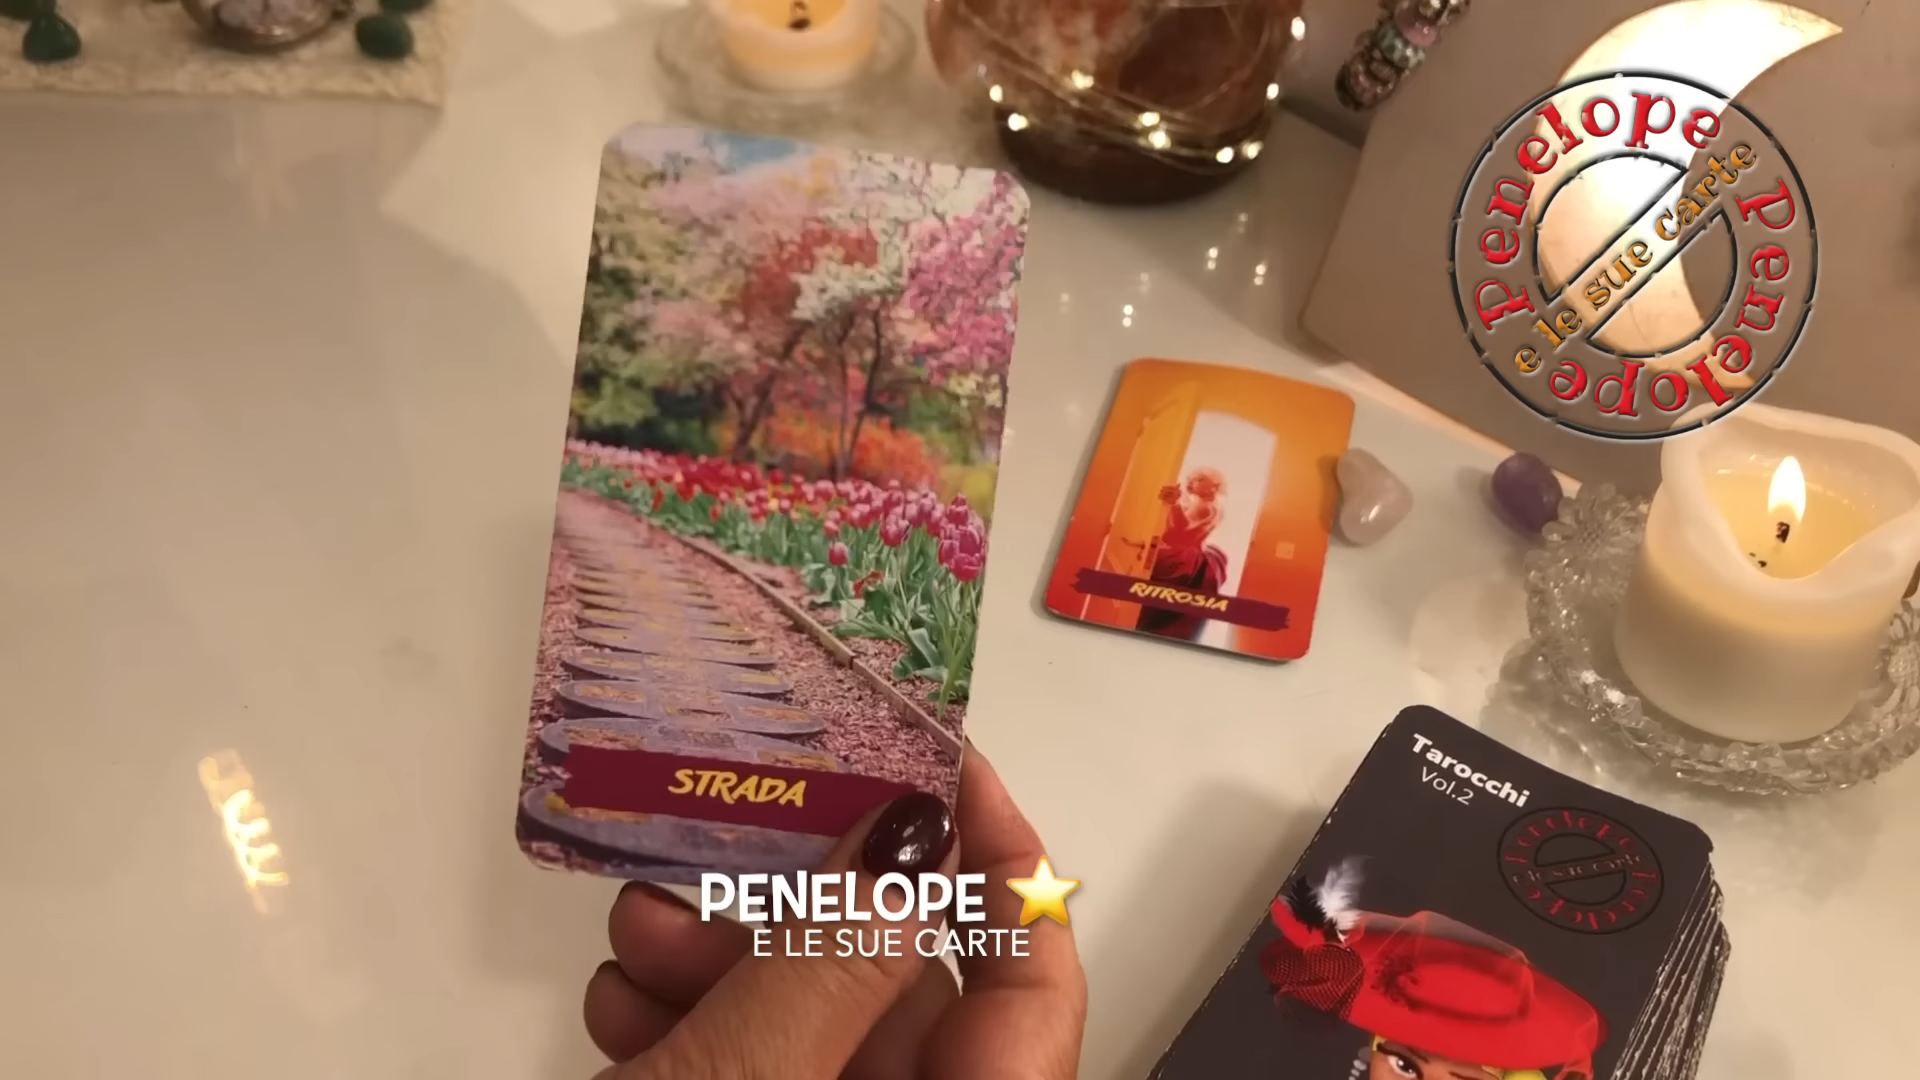 Penelope
e le sue carte
Penelope
RITROSIA
STRADA
Tarocchi
Vol.2
PENELOPE ⭐
E LE SUE CARTE